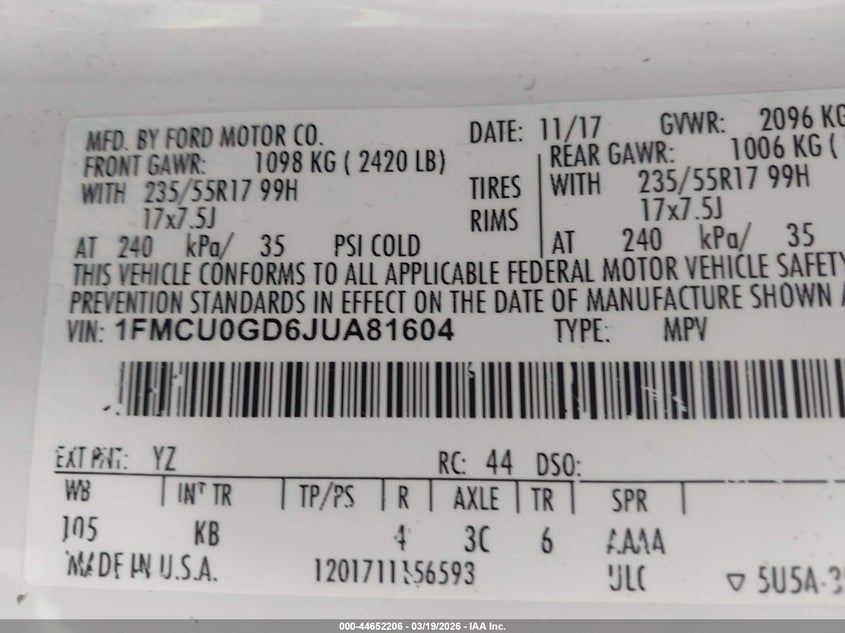 MFD. BY FORD MOTOR CO. DATE: 11/17 GVWR: 2096 KG
FRONT GAWR: 1098 KG ( 2420 LB) REAR GAWR: 1006 KG (
WITH 235/55R17 99H TIRES WITH 235/55R17 99H
17x7.5J RIMS 17x7.5J
AT 240 kPa/ 35 PSI COLD AT 240 kPa/ 35
THIS VEHICLE CONFORMS TO ALL APPLICABLE FEDERAL MOTOR VEHICLE SAFETY
PREVENTION STANDARDS IN EFFECT ON THE DATE OF MANUFACTURE SHOWN
VIN: 1FMCU0GD6JUA81604 TYPE: MPV
EXT PNT: YZ RC: 44 DSO:
WB INT TR TP/PS R AXLE TR SPR
105 KB 4 3C 6 AAAA
MADE IN U.S.A. 1201711356593 ULC ▽ 5U5A-
000-44652206 - 03/19/2026 - IAA Inc.